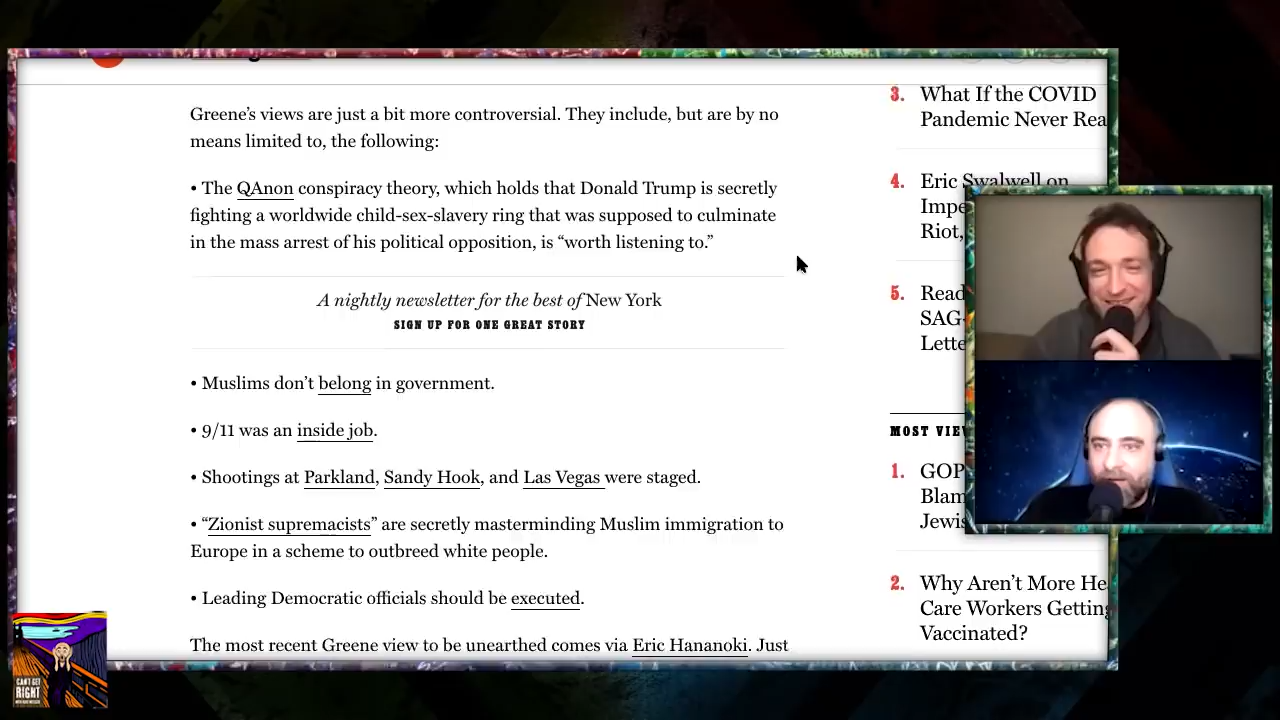 Greene’s views are just a bit more controversial. They include, but are by no
means limited to, the following:
• The QAnon conspiracy theory, which holds that Donald Trump is secretly
fighting a worldwide child-sex-slavery ring that was supposed to culminate
in the mass arrest of his political opposition, is “worth listening to.”
A nightly newsletter for the best of New York
SIGN UP FOR ONE GREAT STORY
• Muslims don’t belong in government.
• 9/11 was an inside job.
• Shootings at Parkland, Sandy Hook, and Las Vegas were staged.
• “Zionist supremacists” are secretly masterminding Muslim immigration to
Europe in a scheme to outbreed white people.
• Leading Democratic officials should be executed.
The most recent Greene view to be unearthed comes via Eric Hananoki. Just
3. What If the COVID
Pandemic Never Rea
4. Eric Swalwell on
Impe
Riot,
5. Read
SAG-
Lette
MOST VIEW
1. GOP
Blam
Jewis
2. Why Aren’t More He
Care Workers Getting
Vaccinated?
CAN'T GET
RIGHT